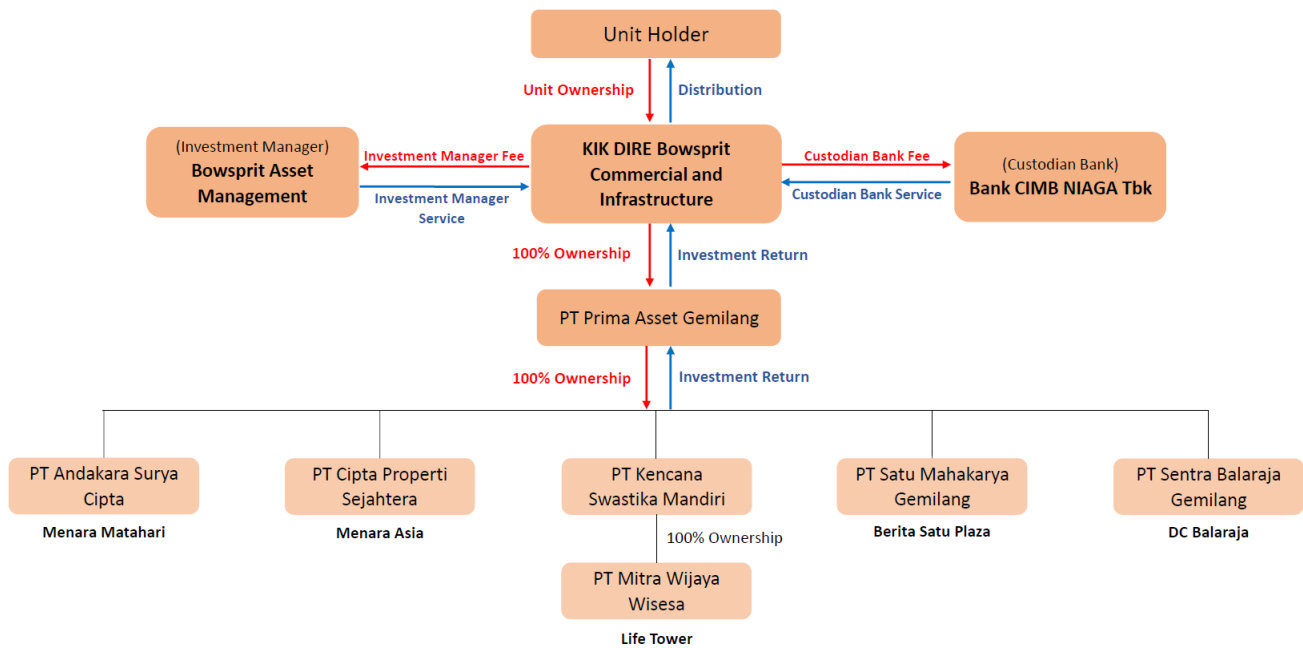 Unit Holder
Unit Ownership
Distribution
(Investment Manager)
Bowsprit Asset
Management
Investment Manager Fee
Investment Manager
Service
KIK DIRE Bowsprit
Commercial and
Infrastructure
Custodian Bank Fee
Custodian Bank Service
(Custodian Bank)
Bank CIMB NIAGA Tbk
100% Ownership
Investment Return
PT Prima Asset Gemilang
100% Ownership
Investment Return
PT Andakara Surya
Cipta
Menara Matahari
PT Cipta Properti
Sejahtera
Menara Asia
PT Kencana
Swastika Mandiri
100% Ownership
PT Mitra Wijaya
Wisesa
Life Tower
PT Satu Mahakarya
Gemilang
Berita Satu Plaza
PT Sentra Balaraja
Gemilang
DC Balaraja